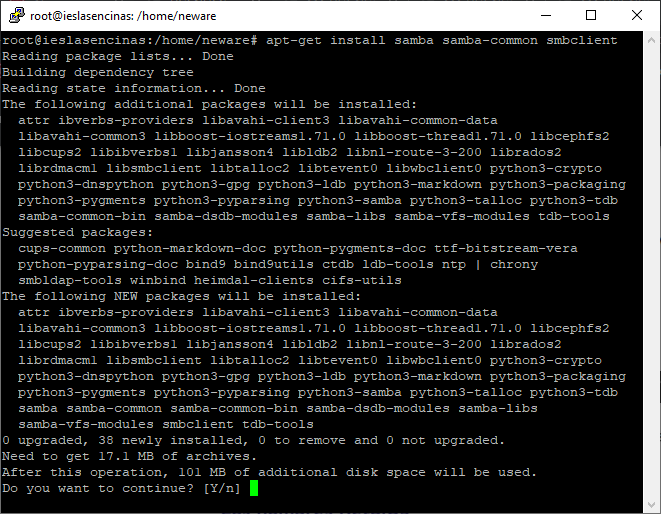 root@ieslasencinas: /home/neware
root@ieslasencinas:/home/neware# apt-get install samba samba-common smbclient
Reading package lists... Done
Building dependency tree
Reading state information... Done
The following additional packages will be installed:
  attr ibverbs-providers libavahi-client3 libavahi-common-data
  libavahi-common3 libboost-iostreams1.71.0 libboost-thread1.71.0 libcephfs2
  libcups2 libibverbs1 libjansson4 libldb2 libnl-route-3-200 librados2
  librdmacm1 libsmbclient libtalloc2 libtevent0 libwbclient0 python3-crypto
  python3-dnspython python3-gpg python3-ldb python3-markdown python3-packaging
  python3-pygments python3-pyparsing python3-samba python3-talloc python3-tdb
  samba-common-bin samba-dsdb-modules samba-libs samba-vfs-modules tdb-tools
Suggested packages:
  cups-common python-markdown-doc python-pygments-doc ttf-bitstream-vera
  python-pyparsing-doc bind9 bind9utils ctdb ldb-tools ntp | chrony
  smbldap-tools winbind heimdal-clients cifs-utils
The following NEW packages will be installed:
  attr ibverbs-providers libavahi-client3 libavahi-common-data
  libavahi-common3 libboost-iostreams1.71.0 libboost-thread1.71.0 libcephfs2
  libcups2 libibverbs1 libjansson4 libldb2 libnl-route-3-200 librados2
  librdmacm1 libsmbclient libtalloc2 libtevent0 libwbclient0 python3-crypto
  python3-dnspython python3-gpg python3-ldb python3-markdown python3-packaging
  python3-pygments python3-pyparsing python3-samba python3-talloc python3-tdb
  samba samba-common samba-common-bin samba-dsdb-modules samba-libs
  samba-vfs-modules smbclient tdb-tools
0 upgraded, 38 newly installed, 0 to remove and 0 not upgraded.
Need to get 17.1 MB of archives.
After this operation, 101 MB of additional disk space will be used.
Do you want to continue? [Y/n]